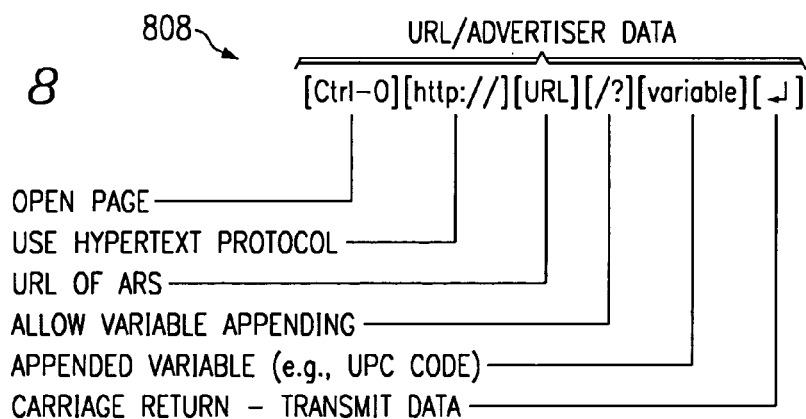 808
URL/ADVERTISER DATA
8
[Ctrl-O][http://][URL][/?][variable][↵]
OPEN PAGE
USE HYPERTEXT PROTOCOL
URL OF ARS
ALLOW VARIABLE APPENDING
APPENDED VARIABLE (e.g., UPC CODE)
CARRIAGE RETURN - TRANSMIT DATA